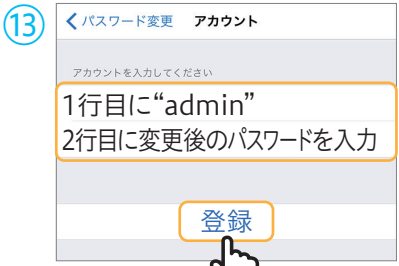 ⑬
パスワード変更 アカウント
アカウントを入力してください
1行目に“admin”
2行目に変更後のパスワードを入力
登録